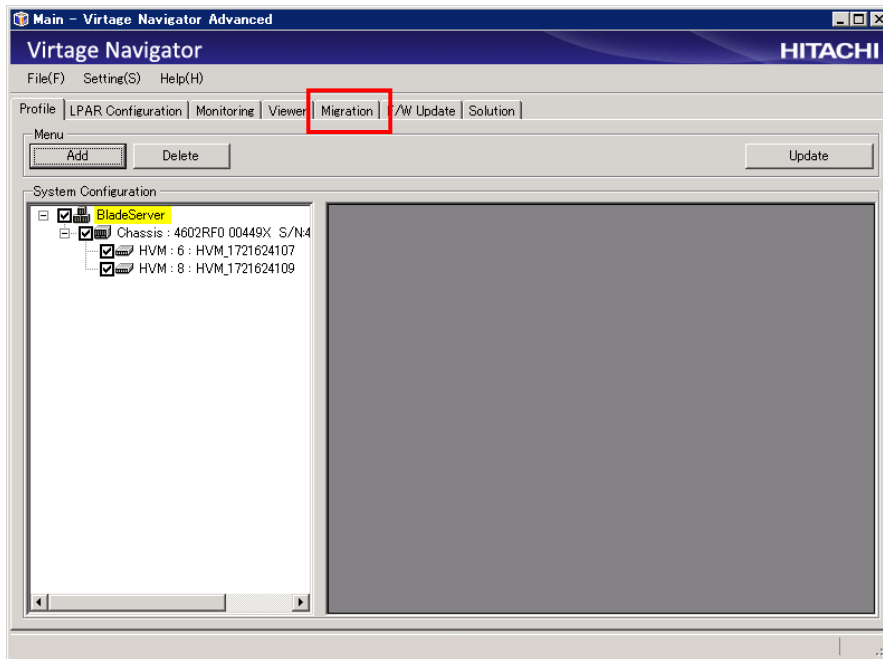 Main - Virtage Navigator Advanced
Virtage Navigator
HITACHI
File(F) Setting(S) Help(H)
Profile LPAR Configuration Monitoring Viewer Migration F/W Update Solution
Menu
Add Delete Update
System Configuration
BladeServer
Chassis : 4602RF0 00449X S/N:4
HVM : 6 : HVM_1721624107
HVM : 8 : HVM_1721624109